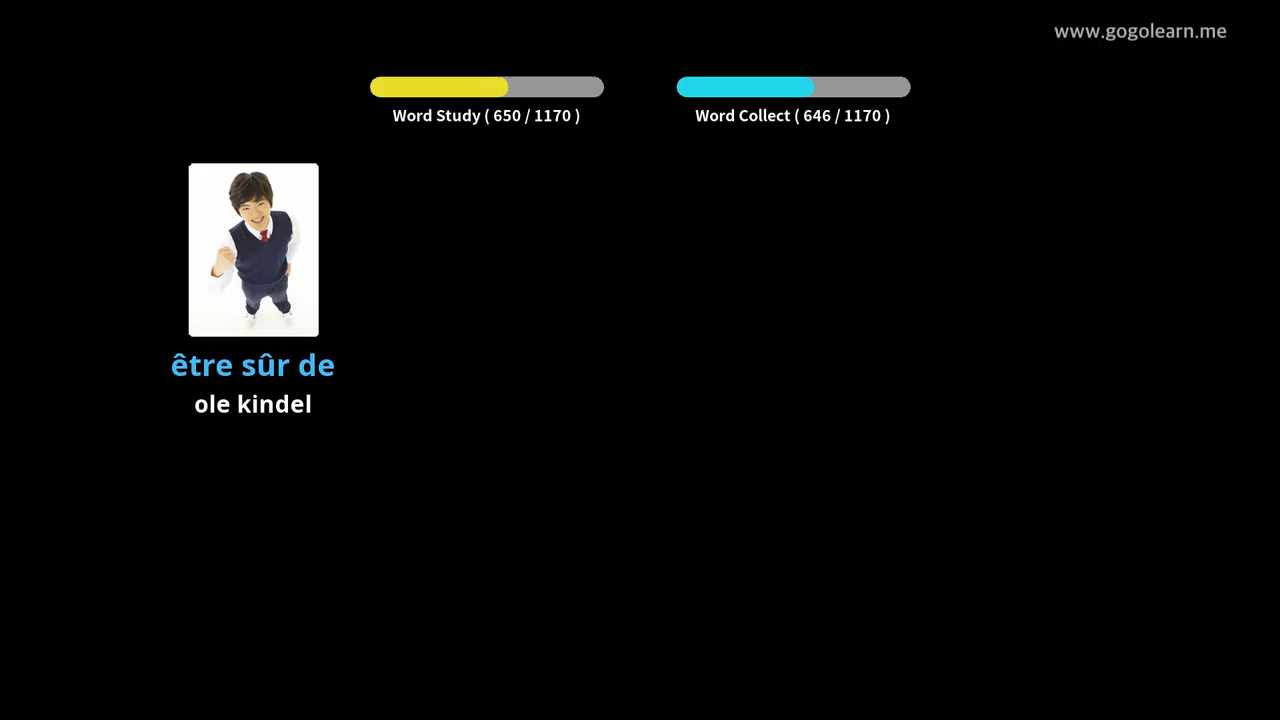 www.gogolearn.me
Word Study ( 650 / 1170 )
Word Collect ( 646 / 1170 )
être sûr de
ole kindel